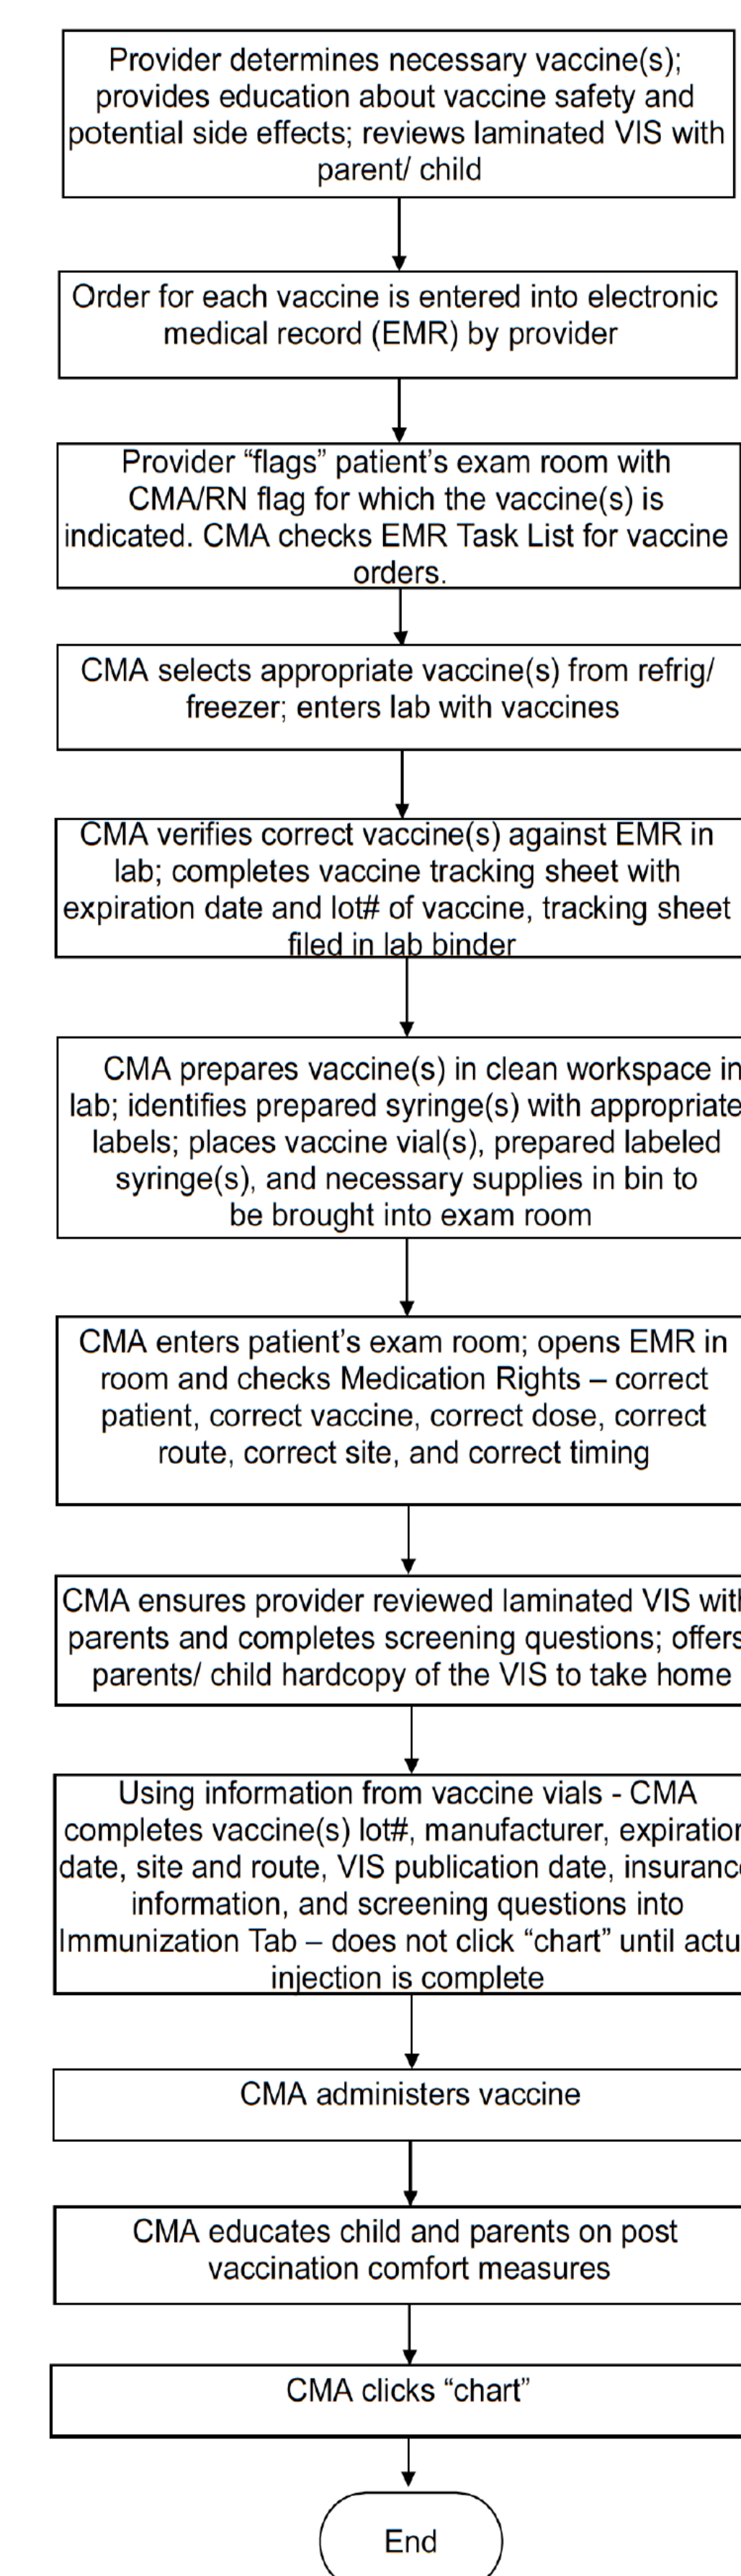 Provider determines necessary vaccine(s);
provides education about vaccine safety and
potential side effects; reviews laminated VIS with
parent/ child
Order for each vaccine is entered into electronic
medical record (EMR) by provider
Provider “flags” patient’s exam room with
CMA/RN flag for which the vaccine(s) is
indicated. CMA checks EMR Task List for vaccine
orders.
CMA selects appropriate vaccine(s) from refrig/
freezer; enters lab with vaccines
CMA verifies correct vaccine(s) against EMR in
lab; completes vaccine tracking sheet with
expiration date and lot# of vaccine, tracking sheet
filed in lab binder
CMA prepares vaccine(s) in clean workspace in
lab; identifies prepared syringe(s) with appropriate
labels; places vaccine vial(s), prepared labeled
syringe(s), and necessary supplies in bin to
be brought into exam room
CMA enters patient’s exam room; opens EMR in
room and checks Medication Rights – correct
patient, correct vaccine, correct dose, correct
route, correct site, and correct timing
CMA ensures provider reviewed laminated VIS with
parents and completes screening questions; offers
parents/ child hardcopy of the VIS to take home
Using information from vaccine vials - CMA
completes vaccine(s) lot#, manufacturer, expiration
date, site and route, VIS publication date, insurance
information, and screening questions into
Immunization Tab – does not click “chart” until actu
injection is complete
CMA administers vaccine
CMA educates child and parents on post
vaccination comfort measures
CMA clicks “chart”
End